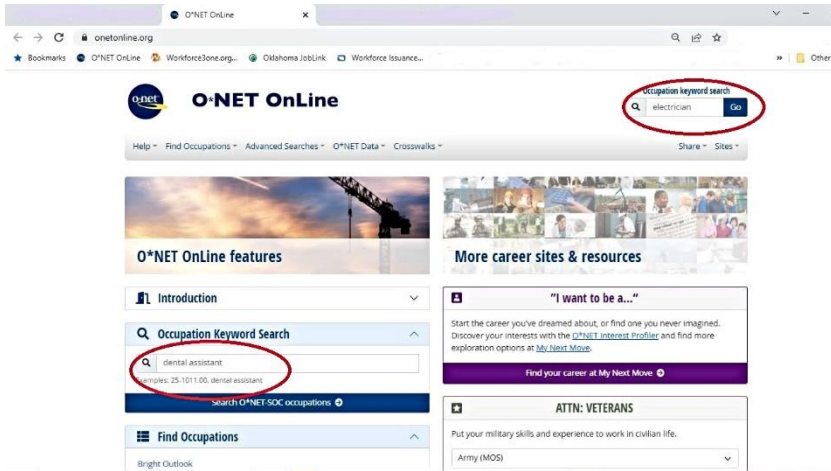 O*NET OnLine
onetonline.org
Bookmarks O*NET OnLine Workforce3one.org... Oklahoma JobLink Workforce Issuance... Other
Occupation keyword search
o·net O*NET OnLine
electrician Go
Help Find Occupations Advanced Searches O*NET Data Crosswalks Share Sites
O*NET OnLine features
More career sites & resources
Introduction
Occupation Keyword Search
dental assistant
Examples: 25-1011.00, dental assistant
Search O*NET-SOC occupations
Find Occupations
Bright Outlook
"I want to be a..."
Start the career you've dreamed about, or find one you never imagined.
Discover your interests with the O*NET Interest Profiler and find more
exploration options at My Next Move.
Find your career at My Next Move
ATTN: VETERANS
Put your military skills and experience to work in civilian life.
Army (MOS)